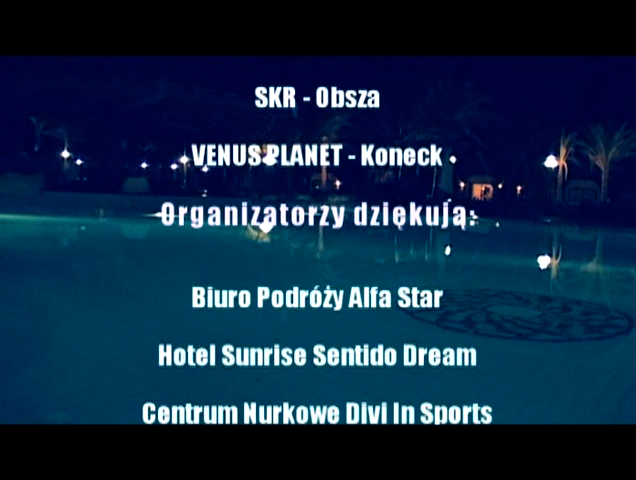 SKR - Obsza
VENUS PLANET - Koneck
Organizatorzy dziękują:
Biuro Podróży Alfa Star
Hotel Sunrise Sentido Dream
Centrum Nurkowe Divi In Sports